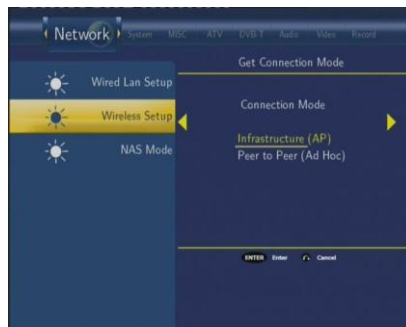 Network System MISC ATV DVB-T Audio Video Record
Get Connection Mode
Wired Lan Setup
Connection Mode
Wireless Setup
Infrastructure (AP)
NAS Mode
Peer to Peer (Ad Hoc)
ENTER Enter Cancel